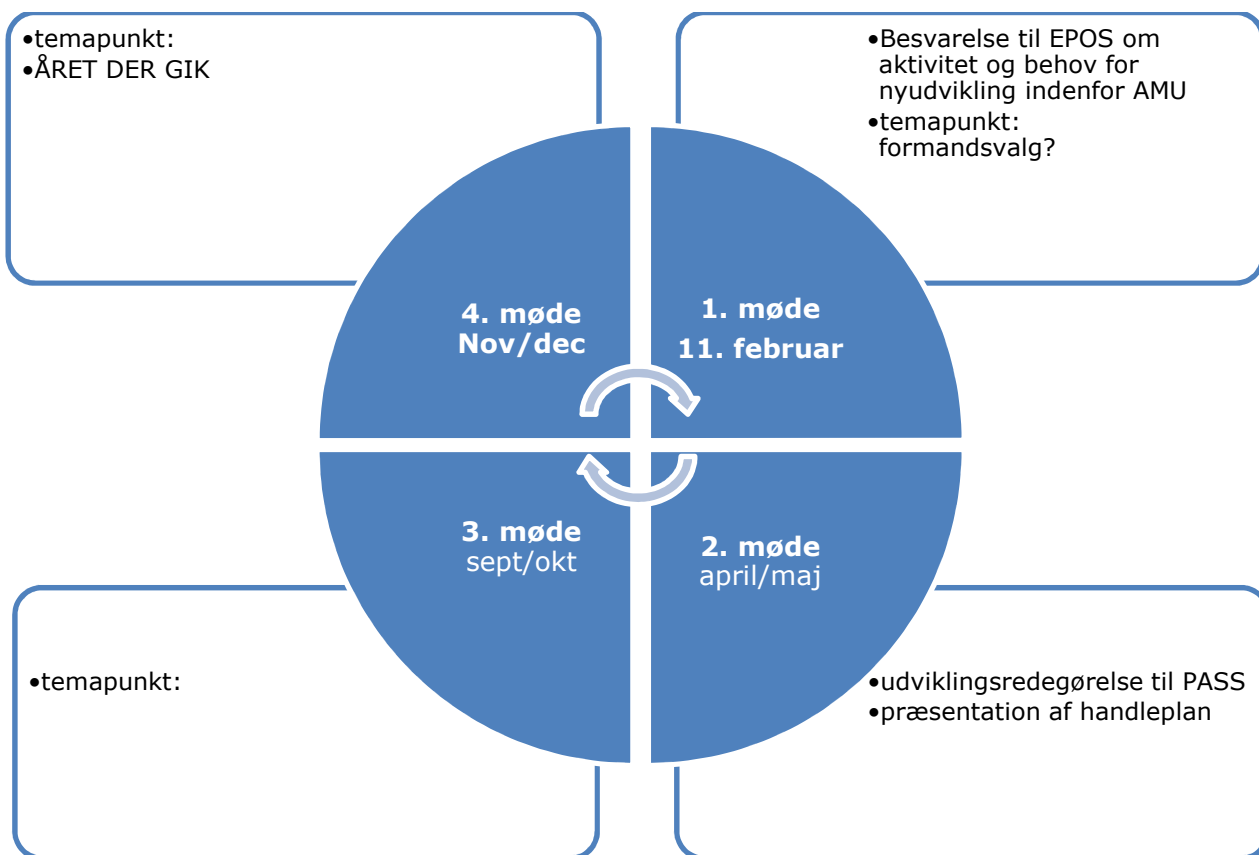 •temapunkt:
•ÅRET DER GIK
•Besvarelse til EPOS om
aktivitet og behov for
nyudvikling indenfor AMU
•temapunkt:
formandsvalg?
4. møde
Nov/dec
1. møde
11. februar
3. møde
sept/okt
2. møde
april/maj
•temapunkt:
•udviklingsredegørelse til PASS
•præsentation af handleplan